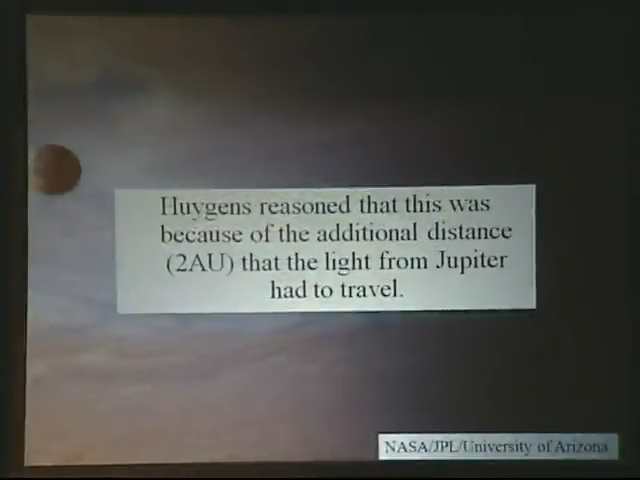 Huygens reasoned that this was
because of the additional distance
(2AU) that the light from Jupiter
had to travel.
NASA/JPL/University of Arizona